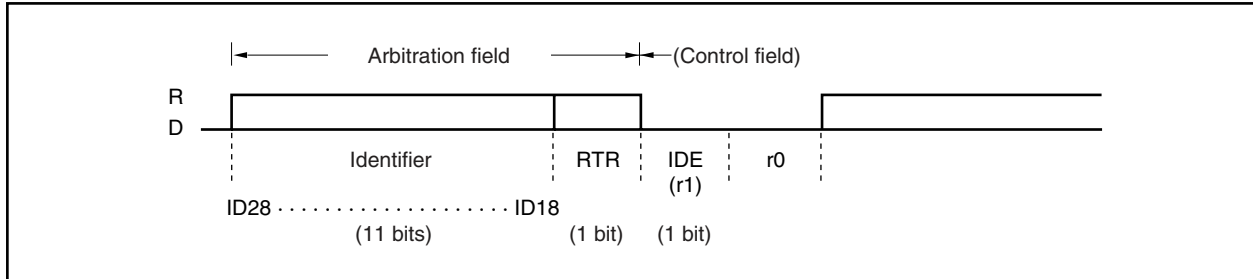 Arbitration field (Control field)
R
D
Identifier RTR IDE r0
(r1)
ID28 · · · · · · · · · · · · · · · · · · · · ID18
(11 bits) (1 bit) (1 bit)